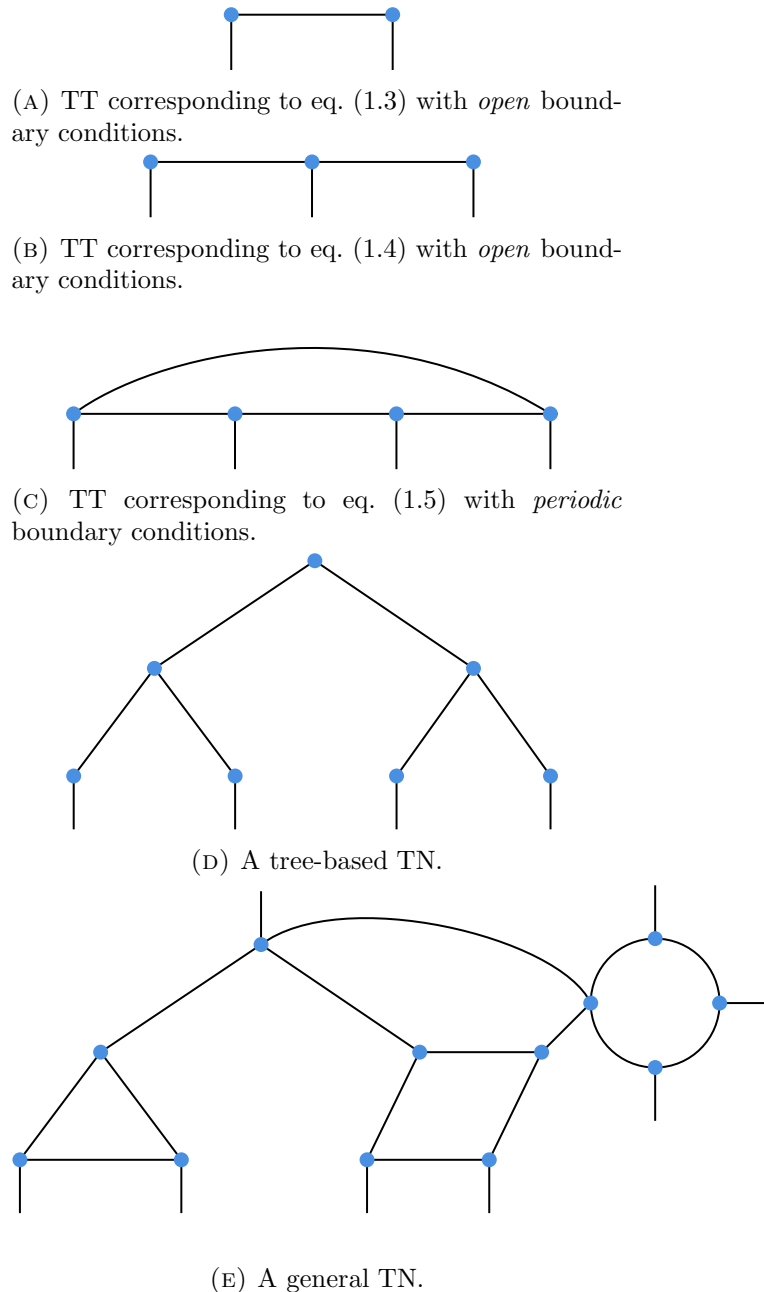 (A) TT corresponding to eq. (1.3) with open bound-
ary conditions.
(B) TT corresponding to eq. (1.4) with open bound-
ary conditions.
(C) TT corresponding to eq. (1.5) with periodic
boundary conditions.
(D) A tree-based TN.
(E) A general TN.